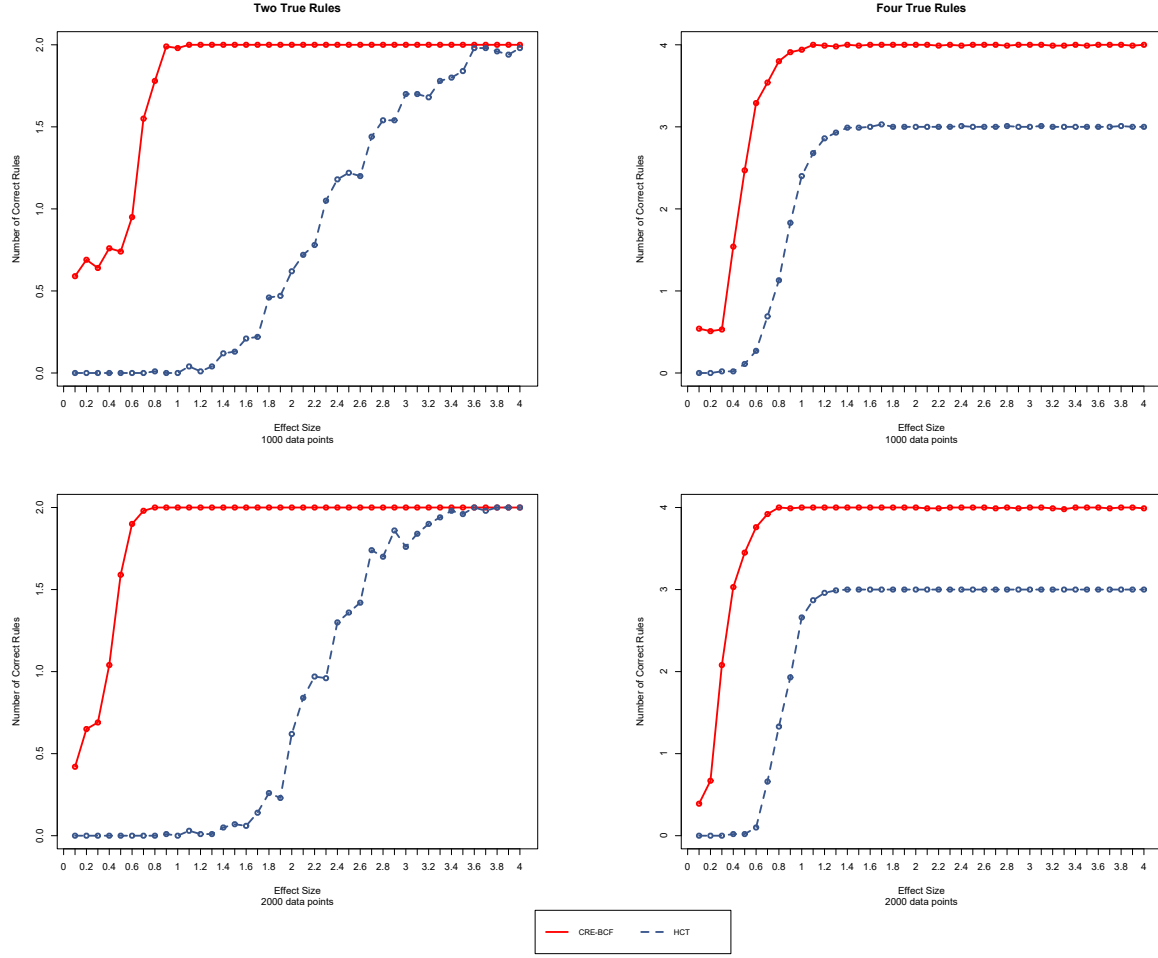 Two True Rules
Four True Rules
Number of Correct Rules
2.0
1.5
1.0
0.5
0.0
0 0.2 0.4 0.6 0.8 1 1.2 1.4 1.6 1.8 2 2.2 2.4 2.6 2.8 3 3.2 3.4 3.6 3.8 4
Effect Size
1000 data points
Number of Correct Rules
4
3
2
1
0
0 0.2 0.4 0.6 0.8 1 1.2 1.4 1.6 1.8 2 2.2 2.4 2.6 2.8 3 3.2 3.4 3.6 3.8 4
Effect Size
1000 data points
Number of Correct Rules
2.0
1.5
1.0
0.5
0.0
0 0.2 0.4 0.6 0.8 1 1.2 1.4 1.6 1.8 2 2.2 2.4 2.6 2.8 3 3.2 3.4 3.6 3.8 4
Effect Size
2000 data points
Number of Correct Rules
4
3
2
1
0
0 0.2 0.4 0.6 0.8 1 1.2 1.4 1.6 1.8 2 2.2 2.4 2.6 2.8 3 3.2 3.4 3.6 3.8 4
Effect Size
2000 data points
CRE-BCF HCT